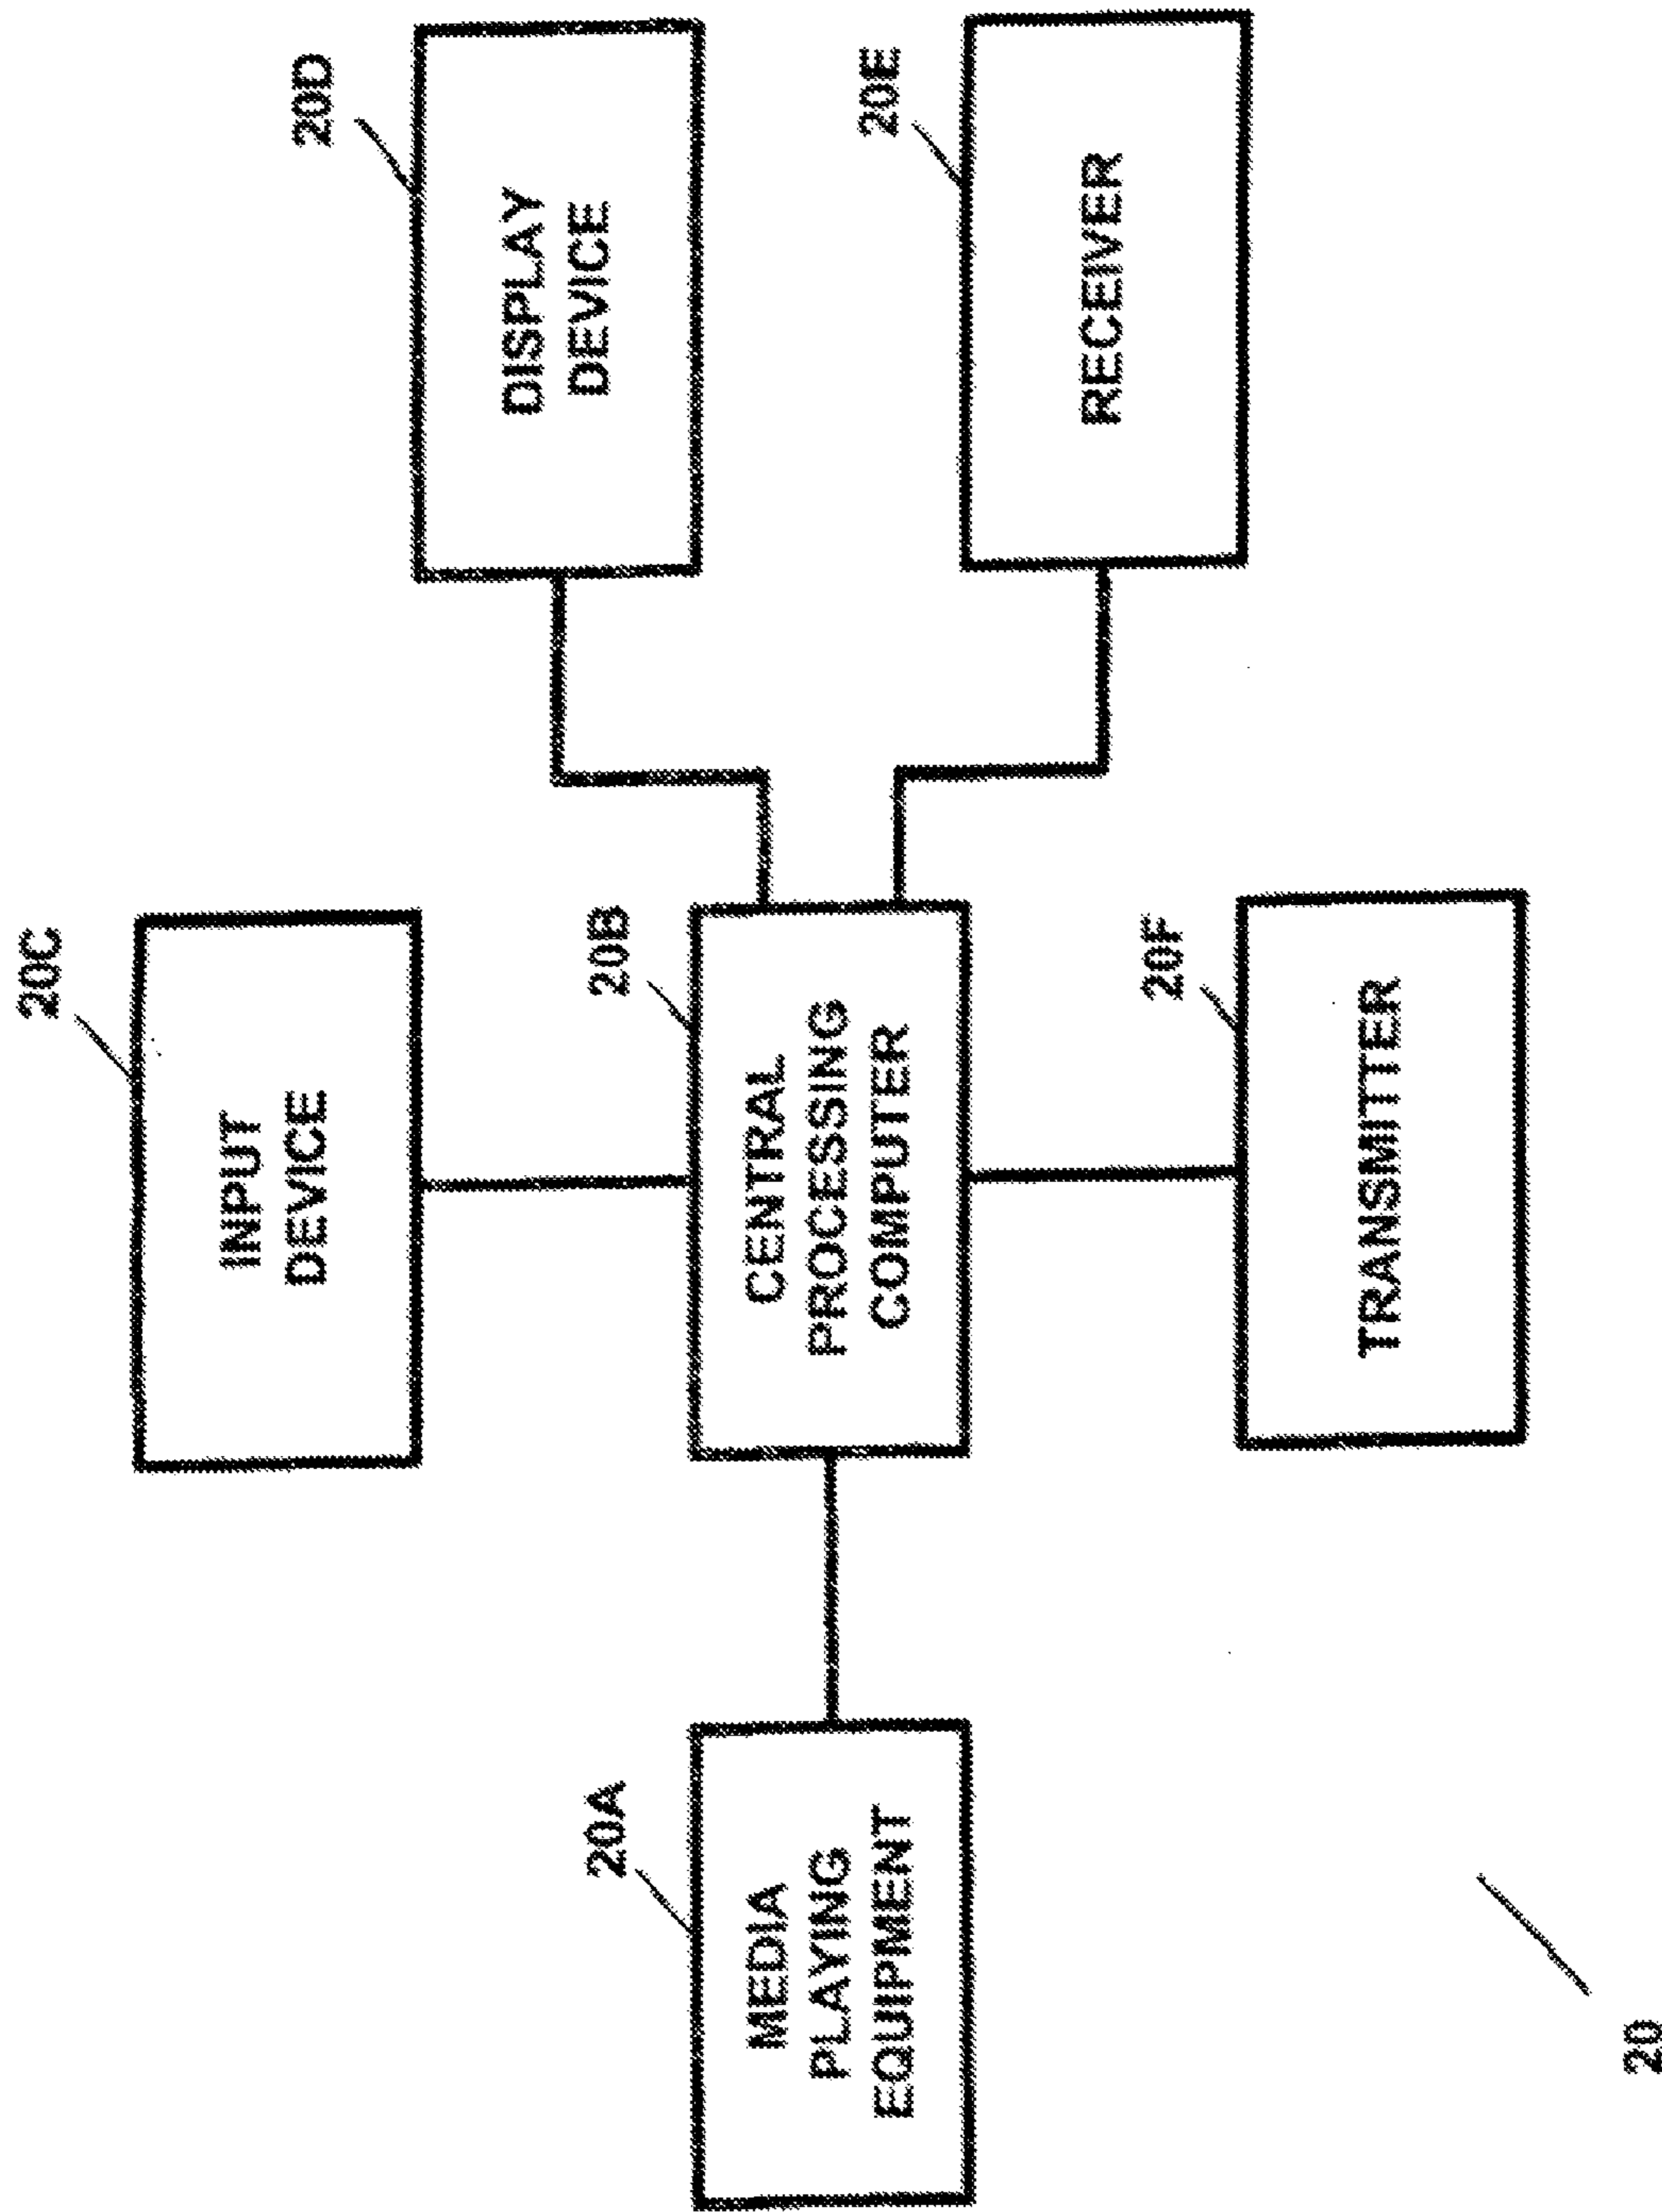 20C
INPUT
DEVICE
20D
DISPLAY
DEVICE
20A
MEDIA
PLAYING
EQUIPMENT
20B
CENTRAL
PROCESSING
COMPUTER
20E
RECEIVER
20F
TRANSMITTER
20